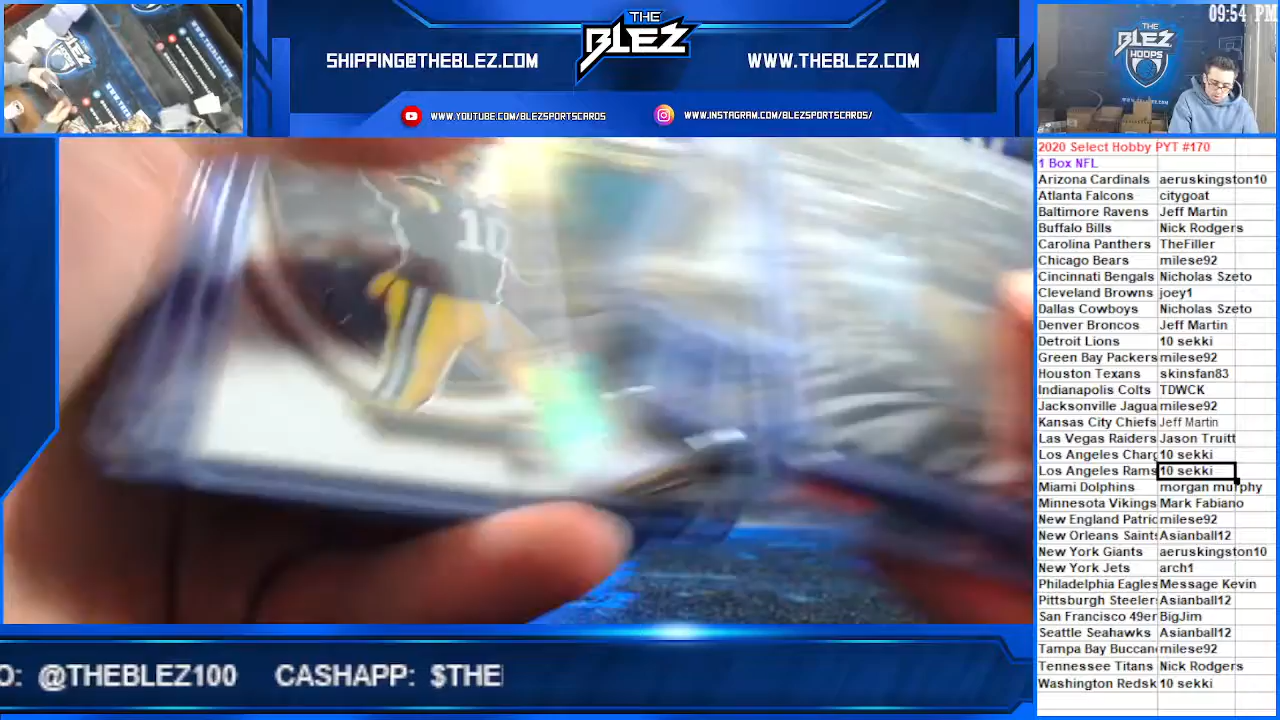 THE
BLEZ
SHIPPING@THEBLEZ.COM
WWW.THEBLEZ.COM
WWW.YOUTUBE.COM/BLEZSPORTSCARDS
WWW.INSTAGRAM.COM/BLEZSPORTSCARDS/
09:54 PM
THE
BLEZ
HOOPS
10
2020 Select Hobby PYT #170
1 Box NFL
Arizona Cardinals aeruskingston10
Atlanta Falcons citygoat
Baltimore Ravens Jeff Martin
Buffalo Bills Nick Rodgers
Carolina Panthers TheFiller
Chicago Bears milese92
Cincinnati Bengals Nicholas Szeto
Cleveland Browns joey1
Dallas Cowboys Nicholas Szeto
Denver Broncos Jeff Martin
Detroit Lions 10 sekki
Green Bay Packers milese92
Houston Texans skinsfan83
Indianapolis Colts TDWCK
Jacksonville Jagua milese92
Kansas City Chiefs Jeff Martin
Las Vegas Raiders Jason Truitt
Los Angeles Charg 10 sekki
Los Angeles Rams 10 sekki
Miami Dolphins morgan murphy
Minnesota Vikings Mark Fabiano
New England Patric milese92
New Orleans Saints Asianball12
New York Giants aeruskingston10
New York Jets arch1
Philadelphia Eagles Message Kevin
Pittsburgh Steeler Asianball12
San Francisco 49er BigJim
Seattle Seahawks Asianball12
Tampa Bay Buccan milese92
Tennessee Titans Nick Rodgers
Washington Redsk 10 sekki
O: @THEBLEZ100 CASHAPP: $THE